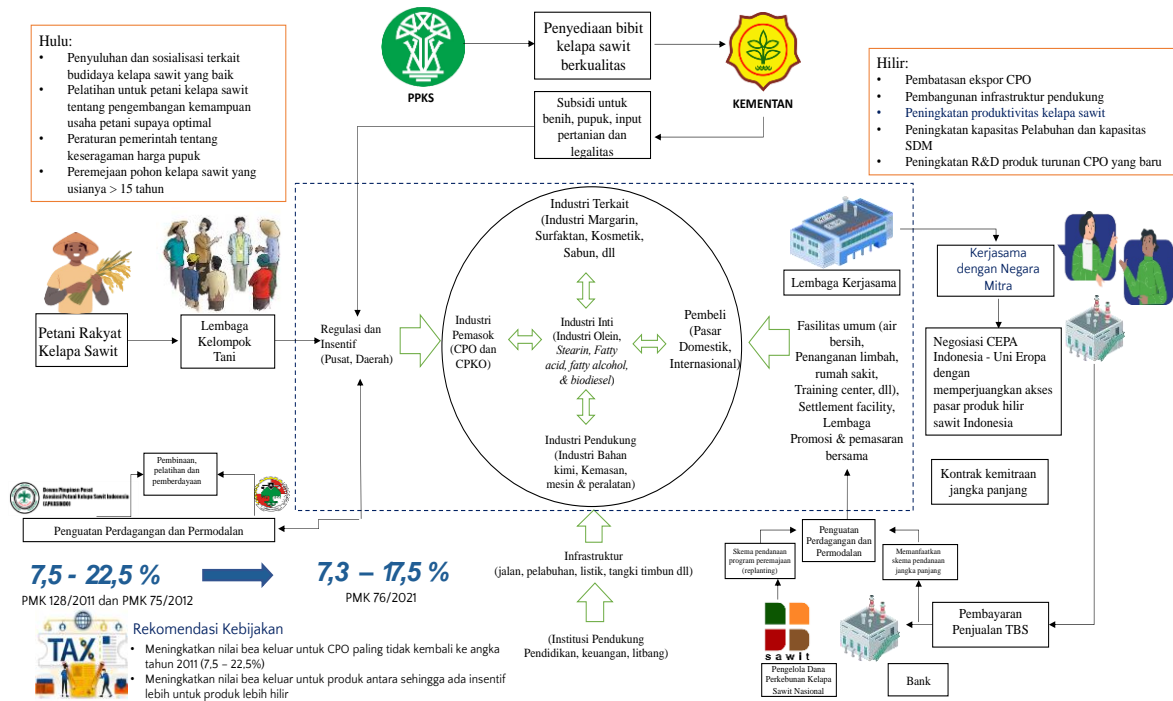 Hulu:
• Penyuluhan dan sosialisasi terkait
budidaya kelapa sawit yang baik
• Pelatihan untuk petani kelapa sawit
tentang pengembangan kemampuan
usaha petani supaya optimal
• Peraturan pemerintah tentang
keseragaman harga pupuk
• Peremejaan pohon kelapa sawit yang
usianya > 15 tahun
PPKS
Penyediaan bibit
kelapa sawit
berkualitas
KEMENTAN
Subsidi untuk
benih, pupuk, input
pertanian dan
legalitas
Hilir:
• Pembatasan ekspor CPO
• Pembangunan infrastruktur pendukung
• Peningkatan produktivitas kelapa sawit
• Peningkatan kapasitas Pelabuhan dan kapasitas
SDM
• Peningkatan R&D produk turunan CPO yang baru
Petani Rakyat
Kelapa Sawit
Lembaga
Kelompok
Tani
Regulasi dan
Insentif
(Pusat, Daerah)
Industri Terkait
(Industri Margarin,
Surfaktan, Kosmetik,
Sabun, dll
Industri
Pemasok
(CPO dan
CPKO)
Industri Inti
(Industri Olein,
Stearin, Fatty
acid, fatty alcohol,
& biodiesel)
Pembeli
(Pasar
Domestik,
Internasional)
Industri Pendukung
(Industri Bahan
kimi, Kemasan,
mesin & peralatan)
Lembaga Kerjasama
Fasilitas umum (air
bersih,
Penanganan limbah,
rumah sakit,
Training center, dll),
Settlement facility,
Lembaga
Promosi & pemasaran
bersama
Kerjasama
dengan Negara
Mitra
Negosiasi CEPA
Indonesia - Uni Eropa
dengan
memperjuangkan akses
pasar produk hilir
sawit Indonesia
Kontrak kemitraan
jangka panjang
Pembinaan,
pelatihan dan
pemberdayaan
Dewan Pimpinan Pusat
Asosiasi Petani Kelapa Sawit Indonesia
(APKASINDO)
Penguatan Perdagangan dan Permodalan
7,5 - 22,5 %
PMK 128/2011 dan PMK 75/2012
7,3 – 17,5 %
PMK 76/2021
TAX
Rekomendasi Kebijakan
• Meningkatkan nilai bea keluar untuk CPO paling tidak kembali ke angka
tahun 2011 (7,5 – 22,5%)
• Meningkatkan nilai bea keluar untuk produk antara sehingga ada insentif
lebih untuk produk lebih hilir
Infrastruktur
(jalan, pelabuhan, listik, tangki timbun dll)
(Institusi Pendukung
Pendidikan, keuangan, litbang)
Skema pendanaan
program peremajaan
(replanting)
Penguatan
Perdagangan dan
Permodalan
Memanfaatkan
skema pendanaan
jangka panjang
sawit
Pengelola Dana
Perkebunan Kelapa
Sawit Nasional
Bank
Pembayaran
Penjualan TBS